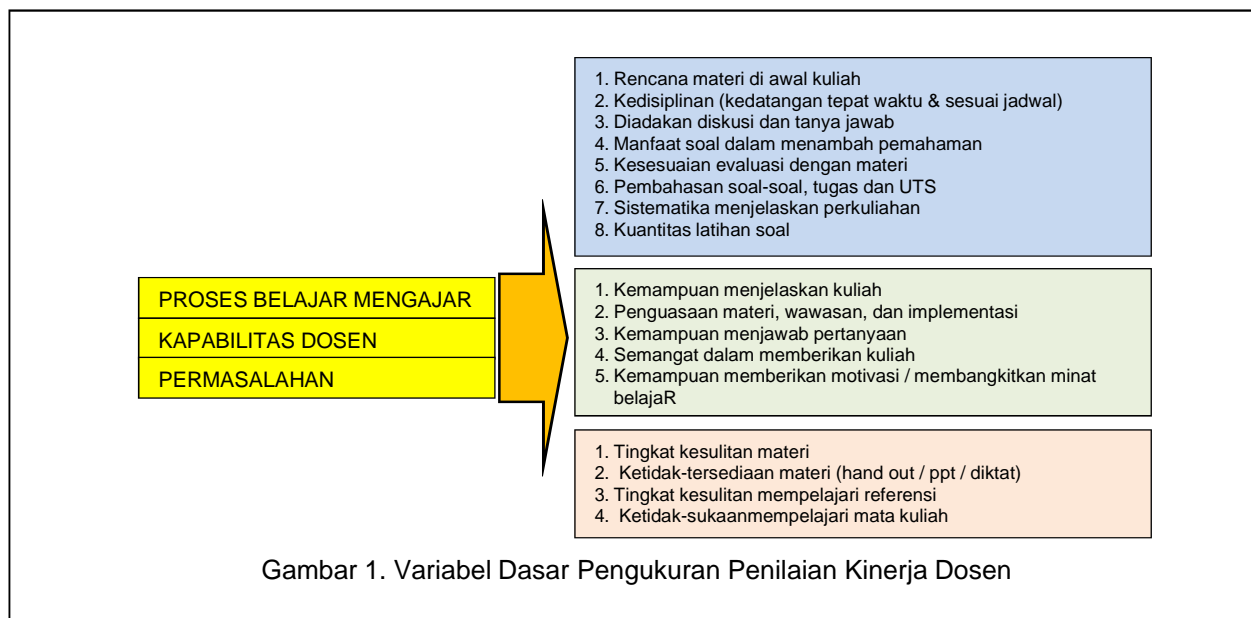 PROSES BELAJAR MENGAJAR
KAPABILITAS DOSEN
PERMASALAHAN
1. Rencana materi di awal kuliah
2. Kedisiplinan (kedatangan tepat waktu & sesuai jadwal)
3. Diadakan diskusi dan tanya jawab
4. Manfaat soal dalam menambah pemahaman
5. Kesesuaian evaluasi dengan materi
6. Pembahasan soal-soal, tugas dan UTS
7. Sistematika menjelaskan perkuliahan
8. Kuantitas latihan soal
1. Kemampuan menjelaskan kuliah
2. Penguasaan materi, wawasan, dan implementasi
3. Kemampuan menjawab pertanyaan
4. Semangat dalam memberikan kuliah
5. Kemampuan memberikan motivasi / membangkitkan minat
belajaR
1. Tingkat kesulitan materi
2. Ketidak-tersediaan materi (hand out / ppt / diktat)
3. Tingkat kesulitan mempelajari referensi
4. Ketidak-sukaanmempelajari mata kuliah
Gambar 1. Variabel Dasar Pengukuran Penilaian Kinerja Dosen